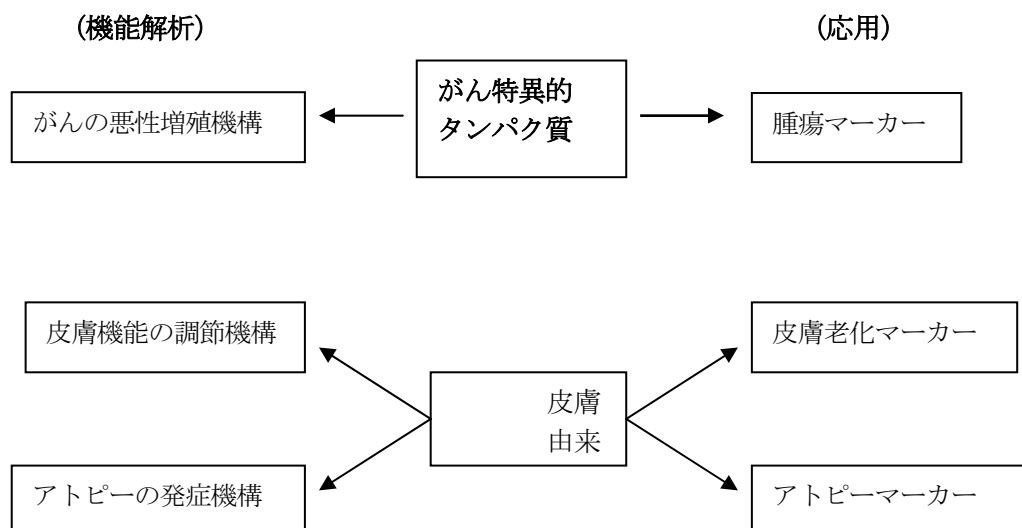 (機能解析)
(応用)
がん特異的
タンパク質
がんの悪性増殖機構
腫瘍マーカー
皮膚機能の調節機構
皮膚老化マーカー
皮膚
由来
アトピーの発症機構
アトピーマーカー